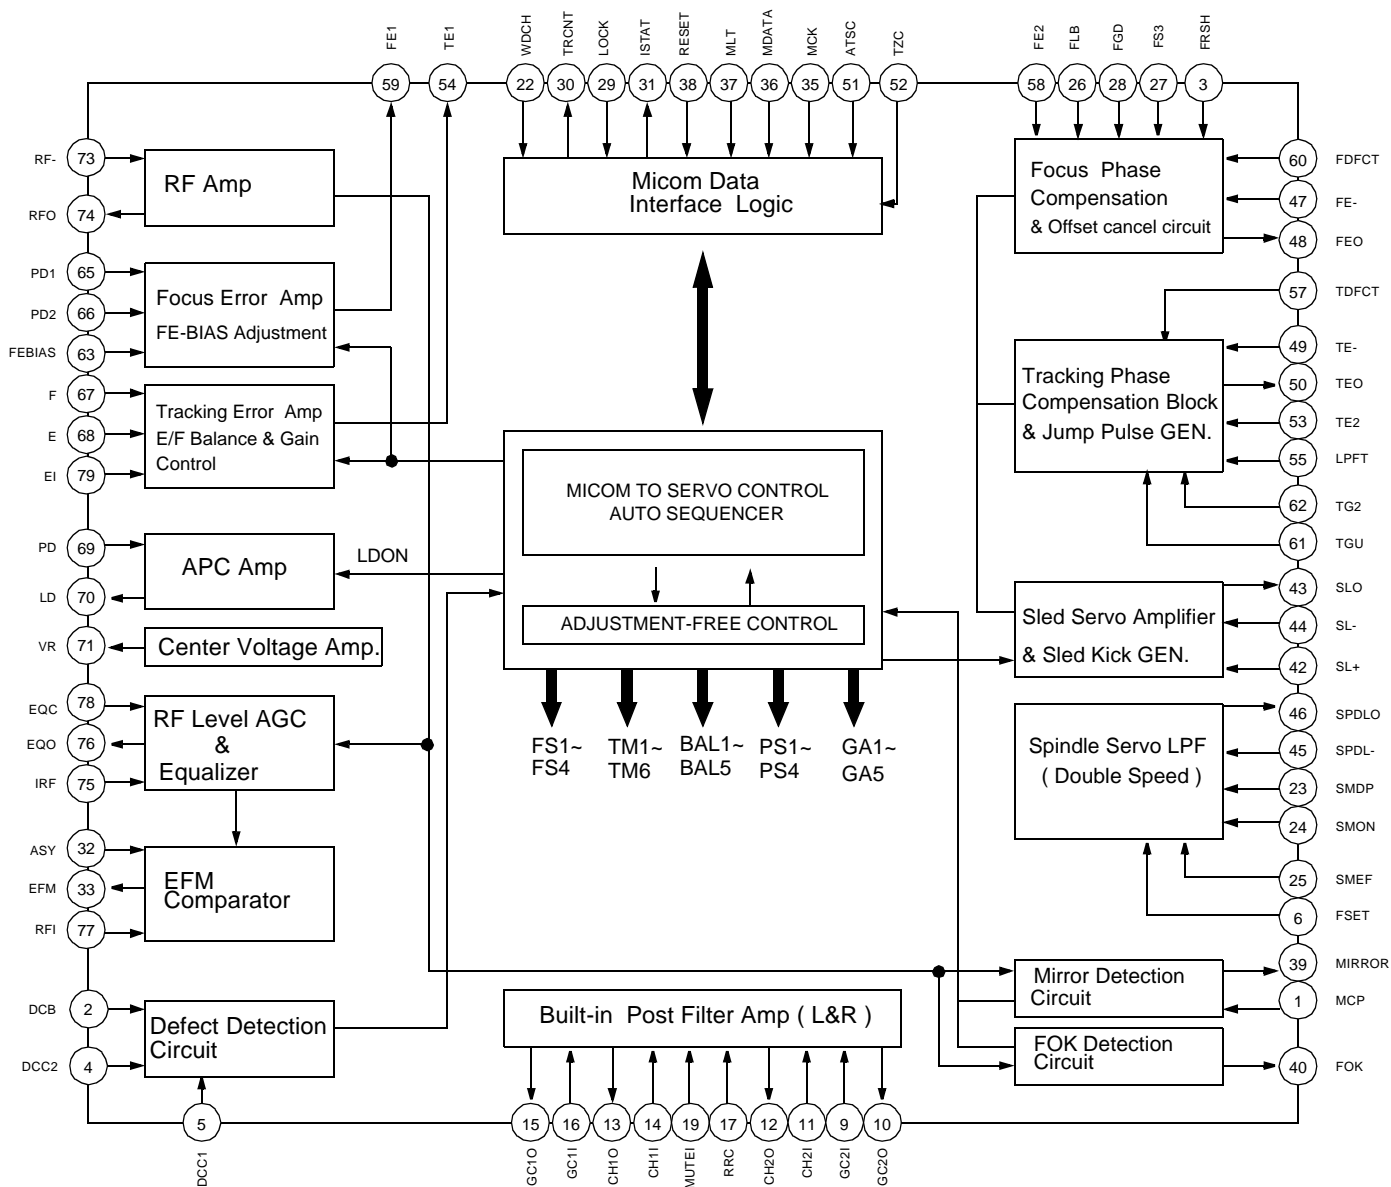 FE1
TE1
WDCH
TRCNT
LOCK
ISTAT
RESET
MLT
MDATA
MCK
ATSC
TZC
FE2
FLB
FGD
FS3
FRSH
59
54
22
30
29
31
38
37
36
35
51
52
58
26
28
27
3
RF-
73
RFO
74
RF Amp
PD1
65
PD2
66
FEBIAS
63
Focus Error Amp
FE-BIAS Adjustment
F
67
E
68
EI
79
Tracking Error Amp
E/F Balance & Gain
Control
PD
69
LD
70
APC Amp
LDON
VR
71
Center Voltage Amp.
EQC
78
EQO
76
IRF
75
RF Level AGC
&
Equalizer
ASY
32
EFM
33
RFI
77
EFM
Comparator
DCB
2
DCC2
4
Defect Detection
Circuit
5
DCC1
Micom Data
Interface Logic
MICOM TO SERVO CONTROL
AUTO SEQUENCER
ADJUSTMENT-FREE CONTROL
FS1~
FS4
TM1~
TM6
BAL1~
BAL5
PS1~
PS4
GA1~
GA5
Built-in Post Filter Amp ( L&R )
15
16
13
14
19
17
12
11
9
10
GC1O
GC1I
CH1O
CH1I
MUTEI
RRC
CH2O
CH2I
GC2I
GC2O
Focus Phase
Compensation
& Offset cancel circuit
60
FDFCT
47
FE-
48
FEO
57
TDFCT
Tracking Phase
Compensation Block
& Jump Pulse GEN.
49
TE-
50
TEO
53
TE2
55
LPFT
62
TG2
61
TGU
Sled Servo Amplifier
& Sled Kick GEN.
43
SLO
44
SL-
42
SL+
Spindle Servo LPF
( Double Speed )
46
SPDLO
45
SPDL-
23
SMDP
24
SMON
25
SMEF
6
FSET
Mirror Detection
Circuit
39
MIRROR
1
MCP
FOK Detection
Circuit
40
FOK